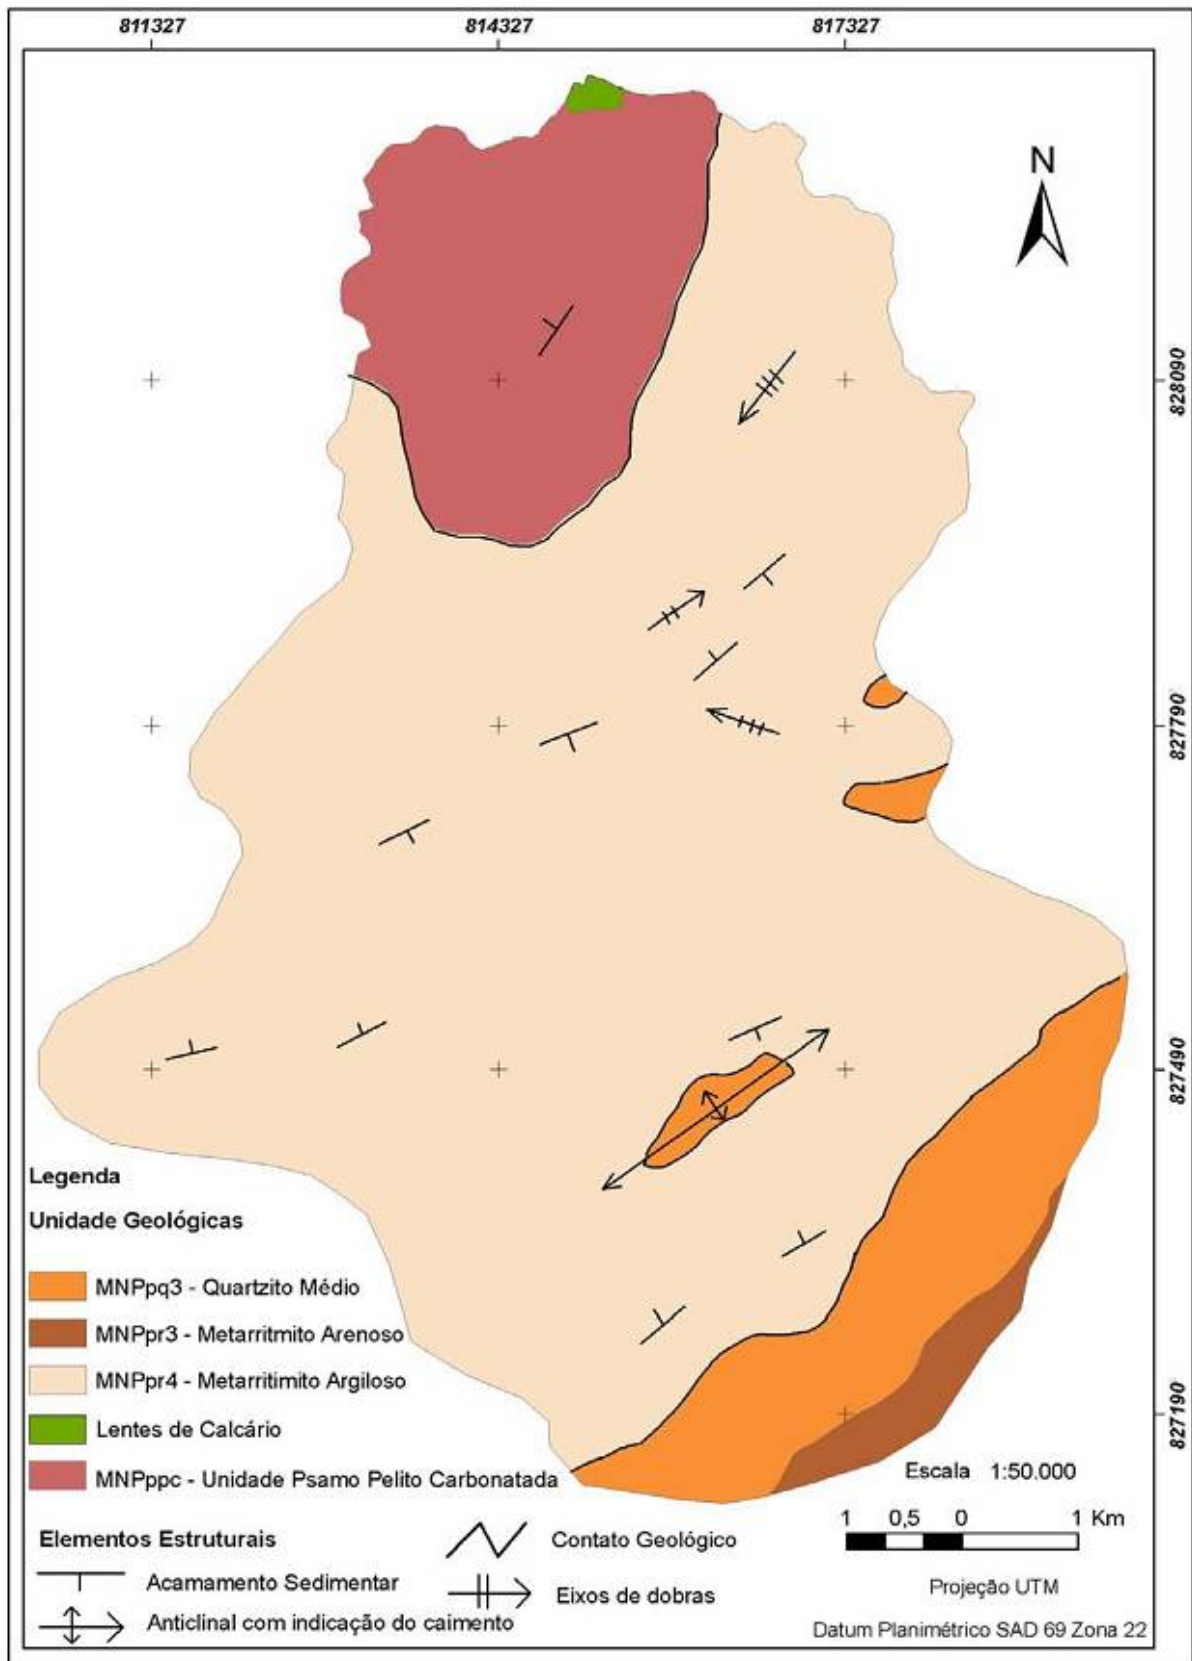 811327 814327 817327
N
828090
827790
827490
827190
Legenda
Unidade Geológicas
MNPpq3 - Quartzito Médio
MNPpr3 - Metarritmito Arenoso
MNPpr4 - Metarritimito Argiloso
Lentes de Calcário
MNPppc - Unidade Psamo Pelito Carbonatada
Escala 1:50.000
1 0,5 0 1 Km
Projeção UTM
Datum Planimétrico SAD 69 Zona 22
Elementos Estruturais
Acamamento Sedimentar
Anticlinal com indicação do caimento
Contato Geológico
Eixos de dobras